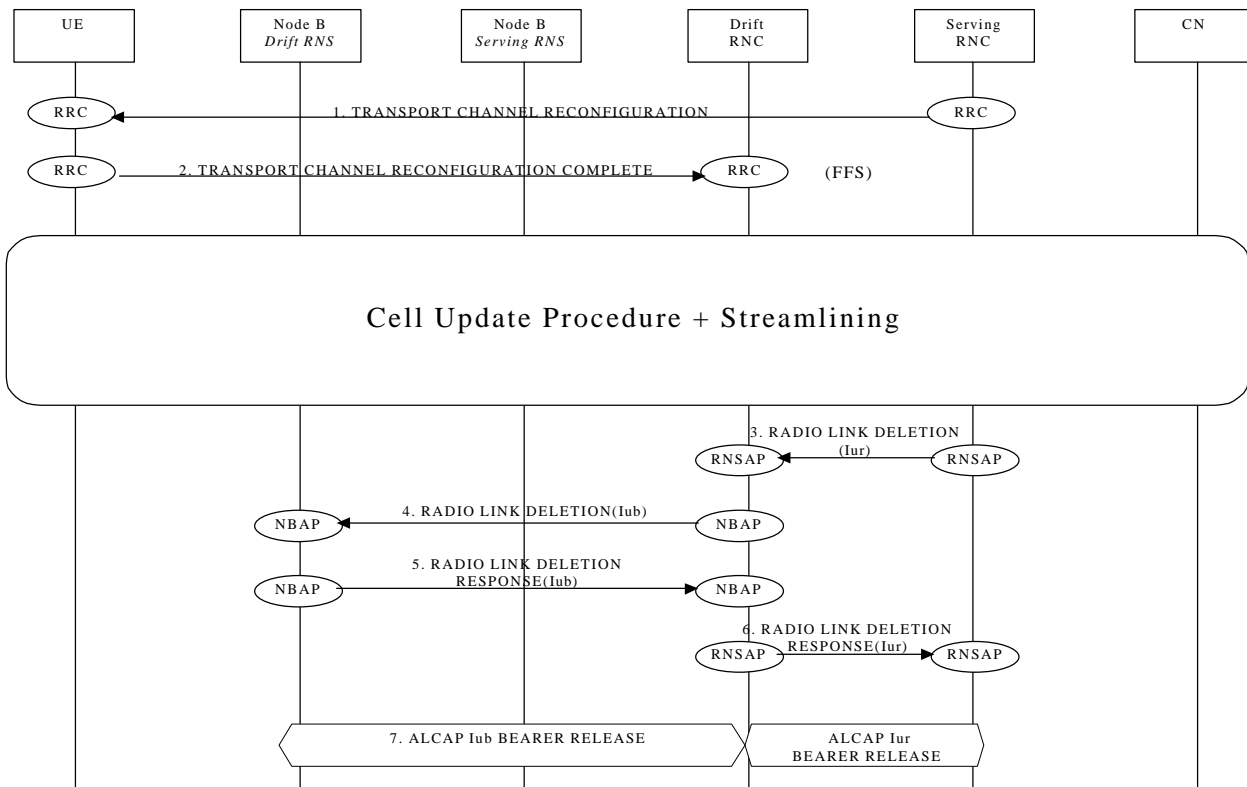 UE
Node B
Drift RNS
Node B
Serving RNS
Drift
RNC
Serving
RNC
CN
RRC
1. TRANSPORT CHANNEL RECONFIGURATION
RRC
RRC
2. TRANSPORT CHANNEL RECONFIGURATION COMPLETE
RRC
(FFS)
Cell Update Procedure + Streamlining
3. RADIO LINK DELETION
(Iur)
RNSAP
RNSAP
4. RADIO LINK DELETION(Iub)
NBAP
NBAP
5. RADIO LINK DELETION
RESPONSE(Iub)
NBAP
NBAP
6. RADIO LINK DELETION
RESPONSE(Iur)
RNSAP
RNSAP
7. ALCAP Iub BEARER RELEASE
ALCAP Iur
BEARER RELEASE